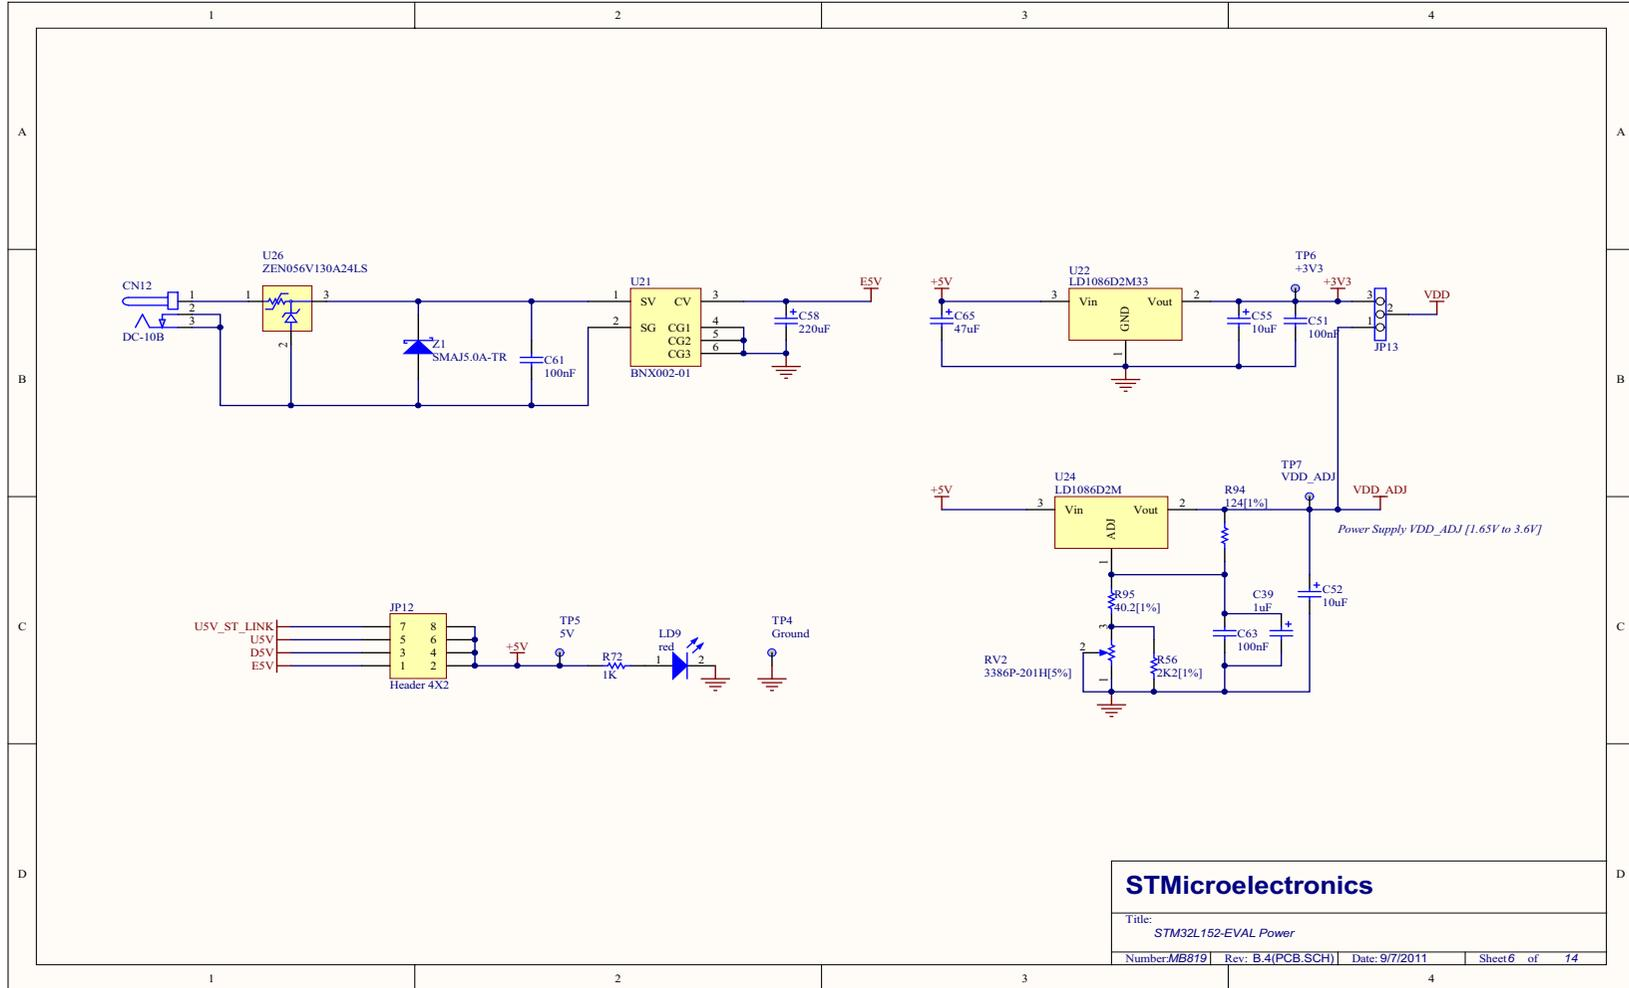 1 2 3 4
A A
U26
ZEN056V130A24LS
CN12
1
2
3
DC-10B
1 3
2
Z1
SMAJ5.0A-TR
C61
100nF
U21
1 SV CV 3
2 SG CG1 4
CG2 5
CG3 6
BNX002-01
E5V
C58
220uF
+5V
C65
47uF
U22
LD1086D2M33
3 Vin Vout 2
GND
1
C55
10uF
TP6
+3V3
C51
100nF
+3V3
3
2
1
JP13
VDD
B B
+5V
U24
LD1086D2M
3 Vin Vout 2
ADJ
1
R94
124[1%]
TP7
VDD_ADJ
VDD_ADJ
Power Supply VDD_ADJ [1.65V to 3.6V]
R95
40.2[1%]
C39
1uF
C52
10uF
C63
100nF
3
2
1
RV2
3386P-201H[5%]
R56
2K2[1%]
C C
JP12
U5V_ST_LINK 7 8
U5V 5 6
D5V 3 4
E5V 1 2
Header 4X2
+5V
TP5
5V
R72
1K
LD9
red
1 2
TP4
Ground
D D
STMicroelectronics
Title:
STM32L152-EVAL Power
Number:MB819 Rev: B.4(PCB.SCH) Date: 9/7/2011 Sheet 6 of 14
1 2 3 4